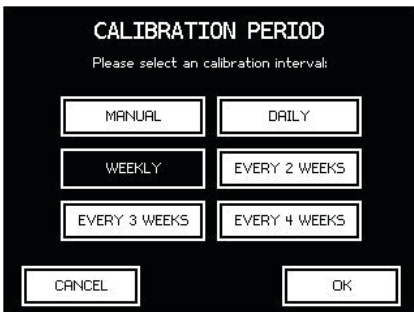 CALIBRATION PERIOD
Please select an calibration interval:
MANUAL
DAILY
WEEKLY
EVERY 2 WEEKS
EVERY 3 WEEKS
EVERY 4 WEEKS
CANCEL
OK